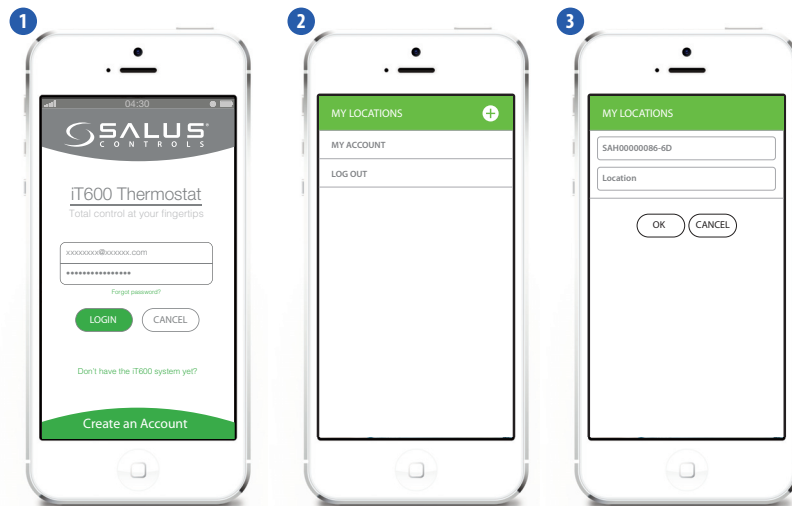 1
04:30
SALUS
CONTROLS
iT600 Thermostat
Total control at your fingertips
xxxxxxxx@xxxxxx.com
••••••••••••••••
Forgot password?
LOGIN
CANCEL
Don't have the iT600 system yet?
Create an Account
2
MY LOCATIONS
MY ACCOUNT
LOG OUT
3
MY LOCATIONS
SAH00000086-6D
Location
OK
CANCEL